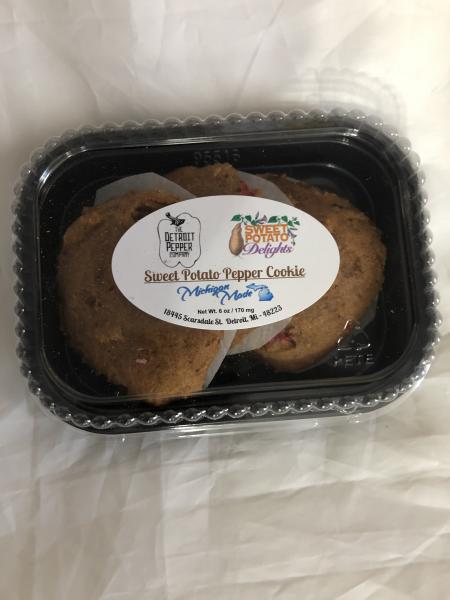 THE
DETROIT
PEPPER
COMPANY
SWEET
POTATO
Delights
Sweet Potato Pepper Cookie
Michigan Made
Net Wt. 6 oz / 170 mg
18445 Scarsdale St. Detroit, Mi - 48223
PETE